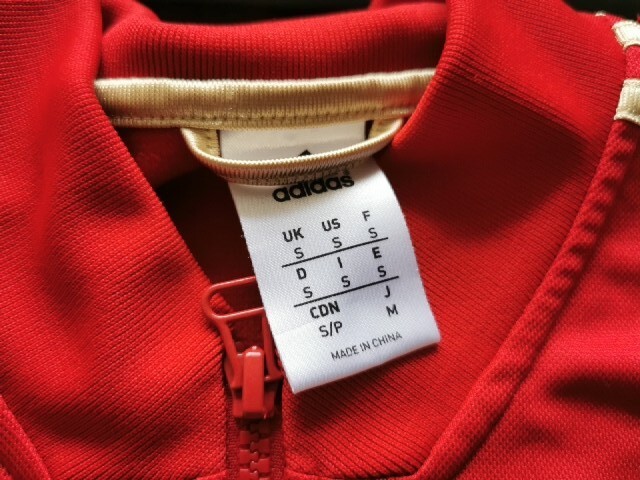 adidas
UK US F
S S S
D I E
S S S
CDN J
S/P M
MADE IN CHINA